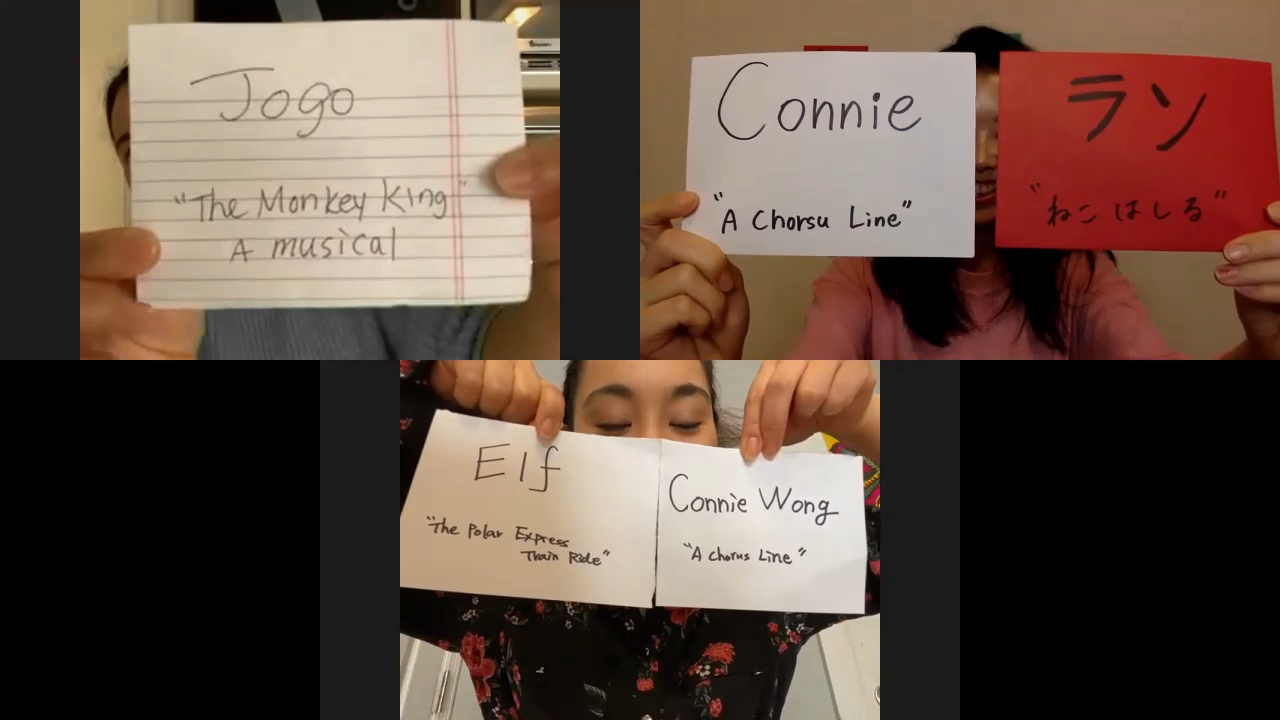 Jogo
"The Monkey King"
A musical
Connie
"A Chorsu Line"
ラン
"ねこはしる"
Elf
"The Polar Express
Train Ride"
Connie Wong
"A chorus Line"